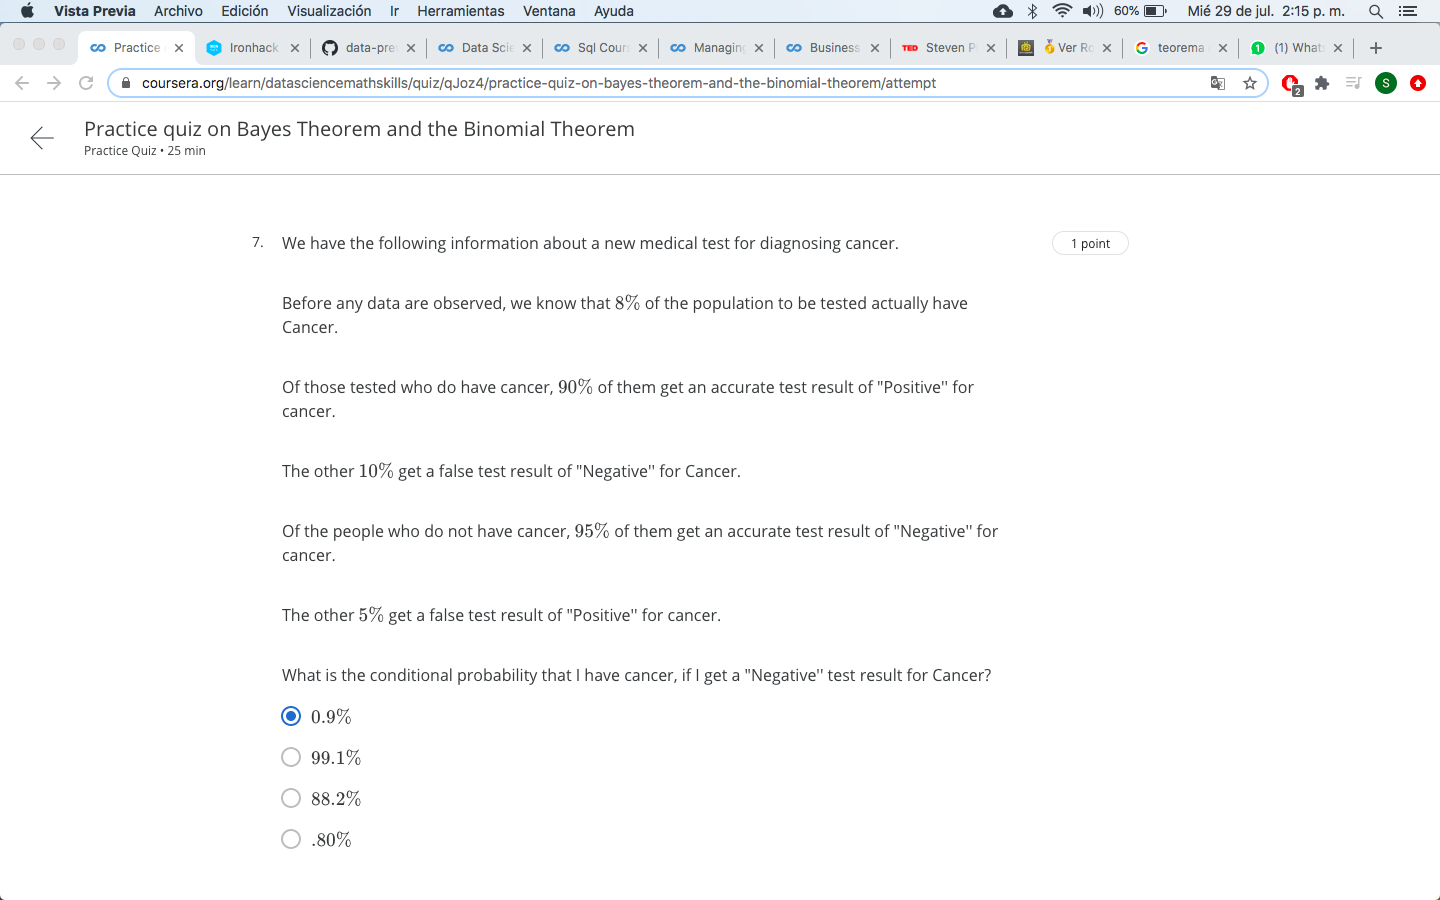 Vista Previa Archivo Edición Visualización Ir Herramientas Ventana Ayuda 60% Mié 29 de jul. 2:15 p. m.
Practice Ironhack data-pre Data Scie Sql Cour Managing Business TED Steven P Ver Ro teorema (1) What
coursera.org/learn/datasciencemathskills/quiz/qJoz4/practice-quiz-on-bayes-theorem-and-the-binomial-theorem/attempt 2 S
Practice quiz on Bayes Theorem and the Binomial Theorem
Practice Quiz • 25 min
7. We have the following information about a new medical test for diagnosing cancer. 1 point
Before any data are observed, we know that 8% of the population to be tested actually have
Cancer.
Of those tested who do have cancer, 90% of them get an accurate test result of "Positive" for
cancer.
The other 10% get a false test result of "Negative" for Cancer.
Of the people who do not have cancer, 95% of them get an accurate test result of "Negative" for
cancer.
The other 5% get a false test result of "Positive" for cancer.
What is the conditional probability that I have cancer, if I get a "Negative" test result for Cancer?
0.9%
99.1%
88.2%
.80%